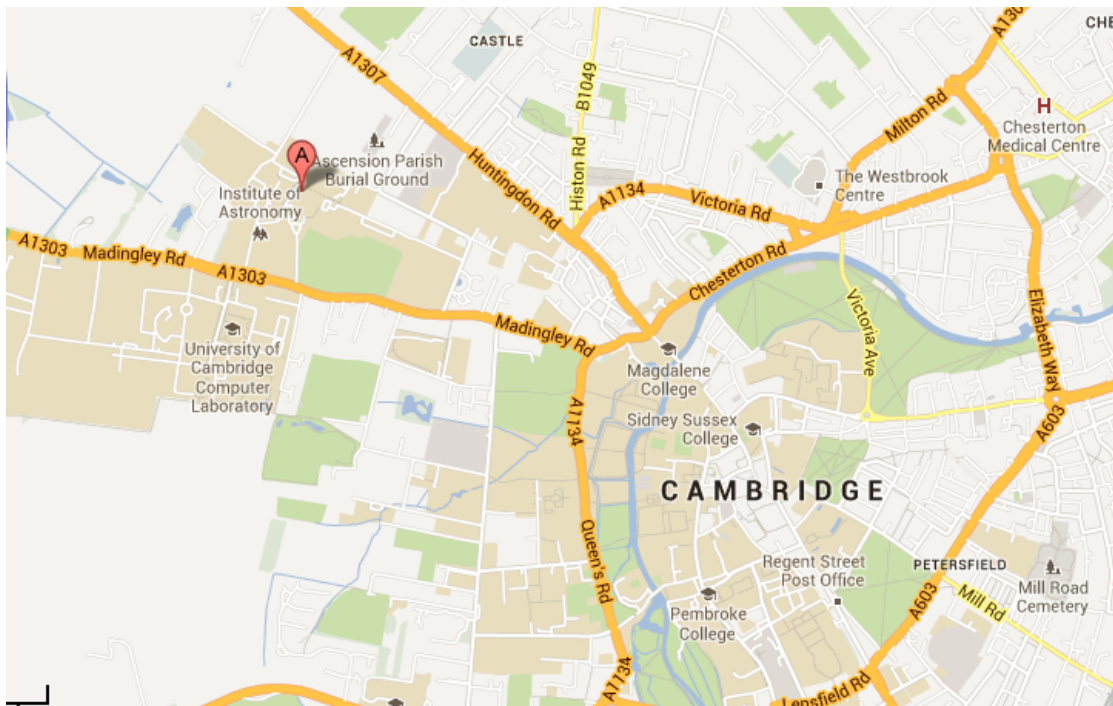 A130
CHE
CASTLE
A1307
B1049
Milton Rd
H
Chesterton
Medical Centre
A
Ascension Parish
Burial Ground
Huntingdon Rd
Histon Rd
A1134
Victoria Rd
The Westbrook
Centre
Institute of
Astronomy
A1303
Madingley Rd
A1303
Chesterton Rd
Elizabeth Way
Victoria Ave
Madingley Rd
University of
Cambridge
Computer
Laboratory
Magdalene
College
A1134
Sidney Sussex
College
A603
CAMBRIDGE
Queen's Rd
Regent Street
Post Office
PETERSFIELD
Mill Road
Cemetery
Mill Rd
A603
Pembroke
College
A1134
Lensfield Rd